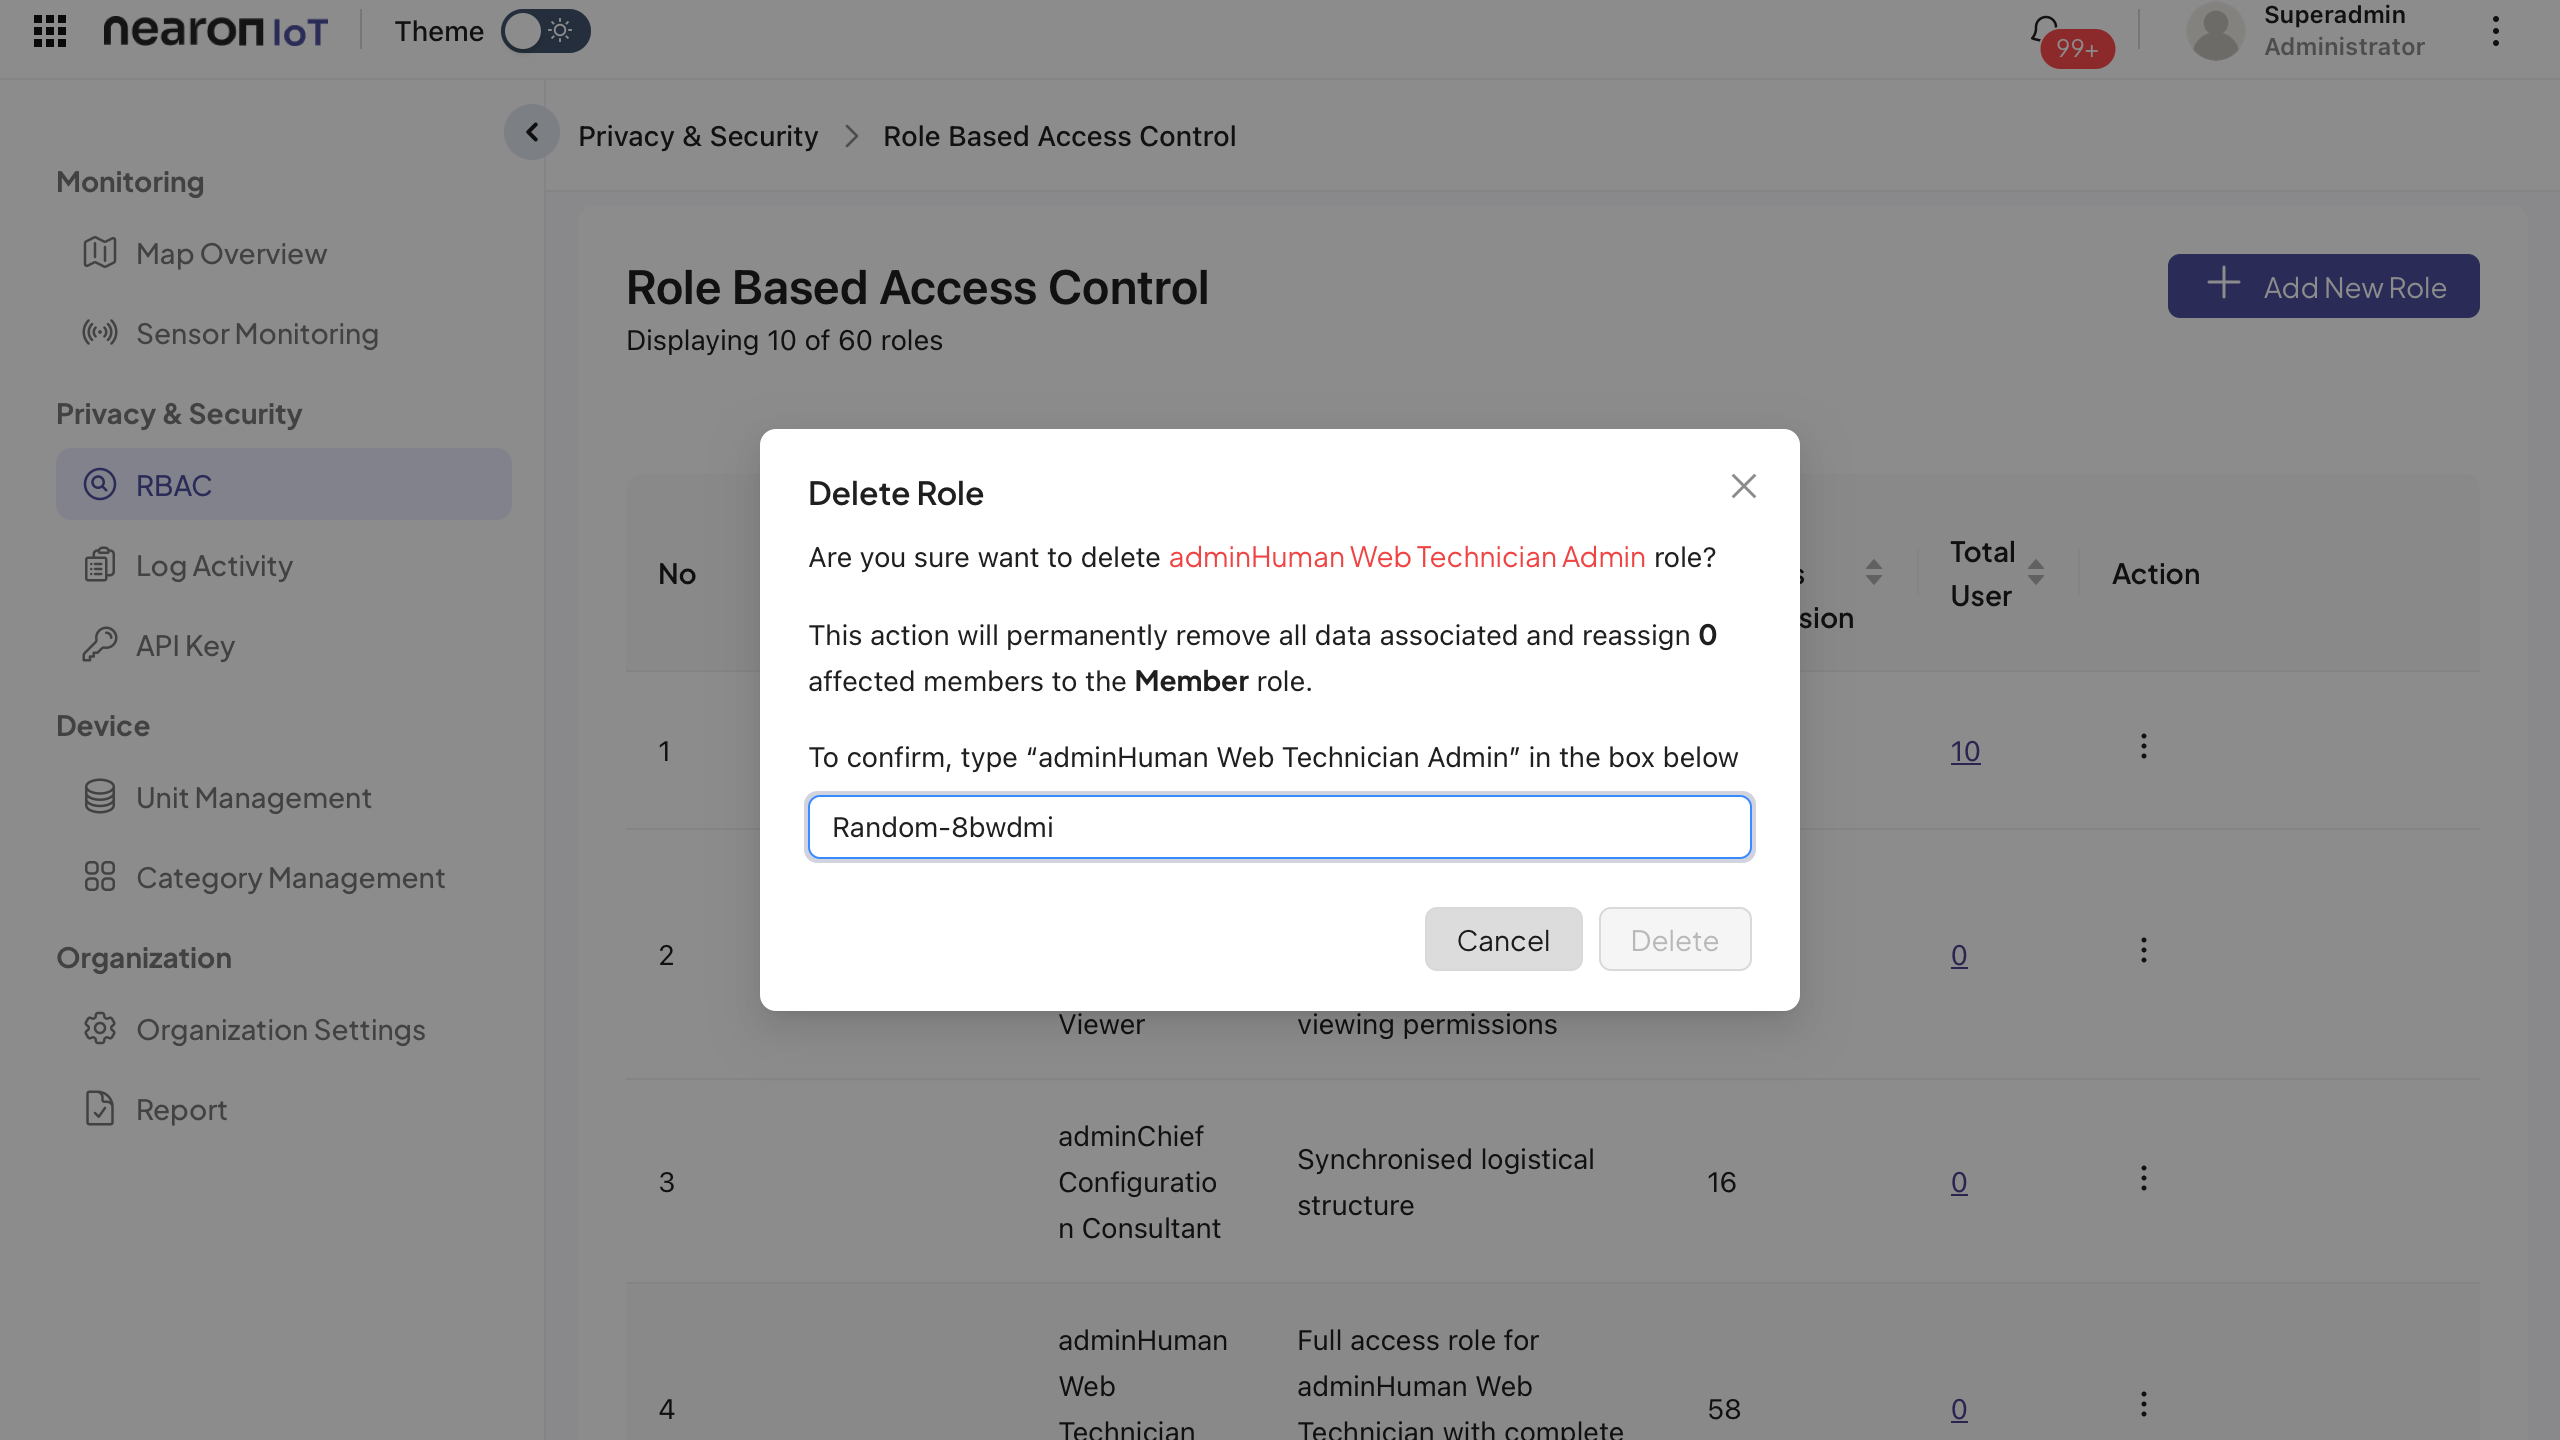 nearon IoT
Theme
99+
Superadmin
Administrator
Privacy & Security
Role Based Access Control
Monitoring
Map Overview
Sensor Monitoring
Privacy & Security
RBAC
Log Activity
API Key
Device
Unit Management
Category Management
Organization
Organization Settings
Report
Role Based Access Control
Displaying 10 of 60 roles
Add New Role
No
sion
Total
User
Action
1
10
2
Viewer
viewing permissions
0
3
adminChief
Configuratio
n Consultant
Synchronised logistical
structure
16
0
4
adminHuman
Web
Technician
Full access role for
adminHuman Web
Technician with complete
58
0
Delete Role
Are you sure want to delete adminHuman Web Technician Admin role?
This action will permanently remove all data associated and reassign 0
affected members to the Member role.
To confirm, type “adminHuman Web Technician Admin” in the box below
Random-8bwdmi
Cancel
Delete